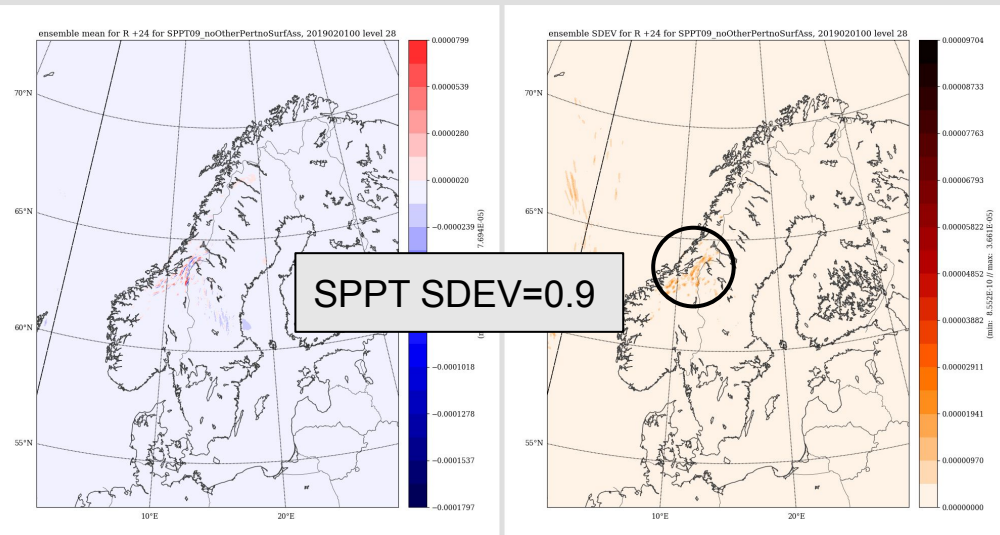 ensemble mean for R +24 for SPPT09_noOtherPertnoSurfAss, 2019020100 level 28
0.0000799
0.0000539
0.0000280
0.0000020
−0.0000239
−0.0001018
−0.0001278
−0.0001537
−0.0001797
7.694E-05)
70°N
65°N
60°N
55°N
10°E
20°E
SPPT SDEV=0.9
ensemble SDEV for R +24 for SPPT09_noOtherPertnoSurfAss, 2019020100 level 28
0.00009704
0.00008733
0.00007763
0.00006793
0.00005822
0.00004852
0.00003882
0.00002911
0.00001941
0.00000970
0.00000000
(min: 8.552E-10 // max: 3.661E-05)
70°N
65°N
55°N
10°E
20°E